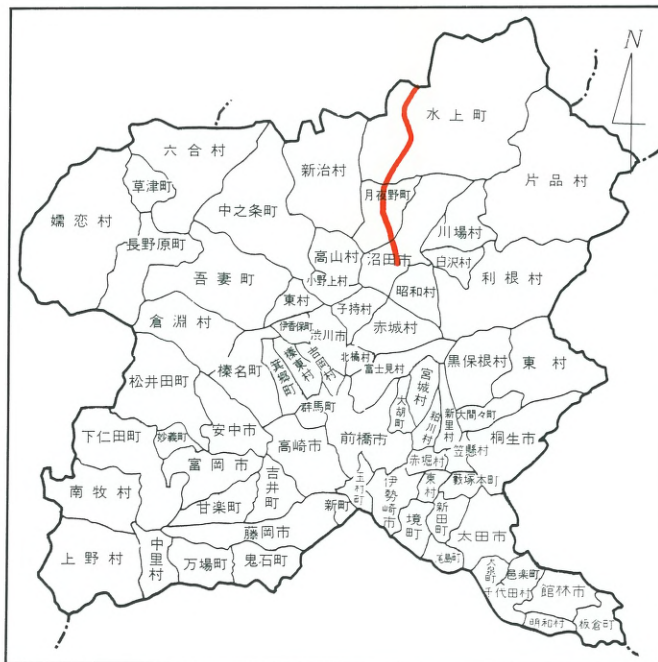 N
水上町
六合村
新治村
片品村
草津町
月夜野町
嬬恋村
中之条町
川場村
長野原町
高山村
沼田市
白沢村
吾妻町
小野上村
利根村
昭和村
東村
子持村
倉淵村
伊香保町
渋川市
赤城村
北橘村
黒保根村
東村
榛名町
箕郷町
榛東村
吉岡村
富士見村
宮城村
松井田町
大胡町
粕川村
新里村
大間々町
群馬町
下仁田町
妙義町
安中市
高崎市
前橋市
桐生市
笠懸村
富岡市
赤堀村
吉井町
玉村町
伊勢崎市
東村
藪塚本町
南牧村
甘楽町
新町
境町
新田町
藤岡市
太田市
上野村
中里村
万場町
鬼石町
尾島町
大泉町
邑楽町
千代田村
館林市
明和村
板倉町